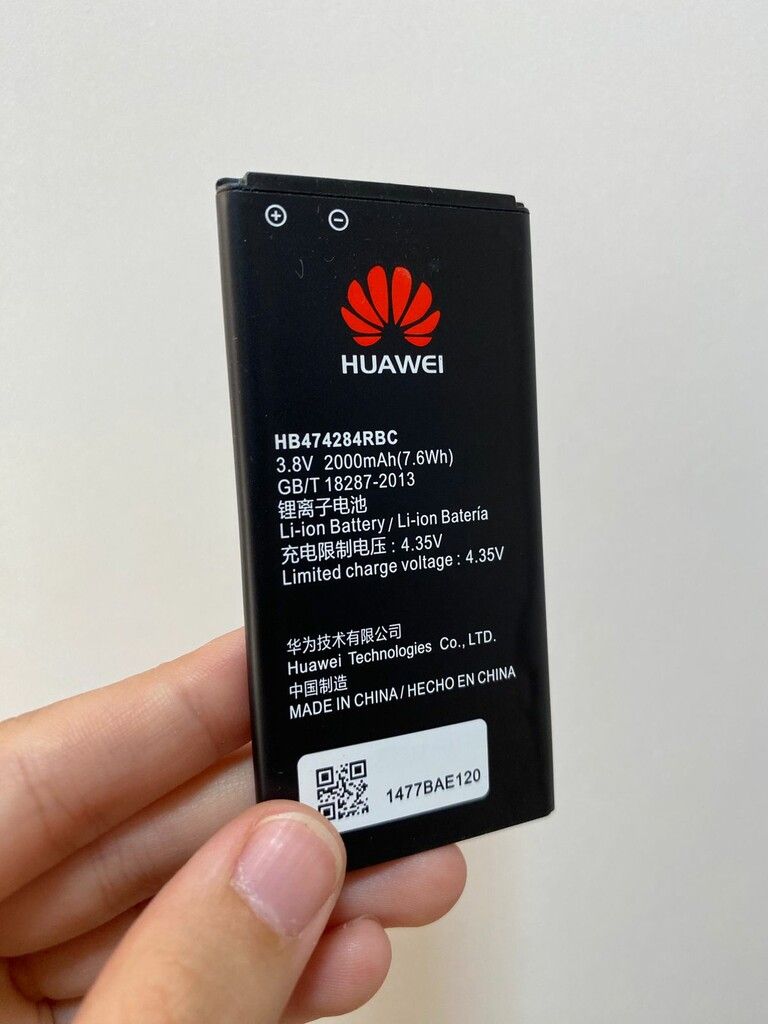 HUAWEI
HB474284RBC
3.8V 2000mAh(7.6Wh)
GB/T 18287-2013
锂离子电池
Li-ion Battery / Li-ion Batería
充电限制电压 : 4.35V
Limited charge voltage : 4.35V
华为技术有限公司
Huawei Technologies Co., LTD.
中国制造
MADE IN CHINA / HECHO EN CHINA
1477BAE120